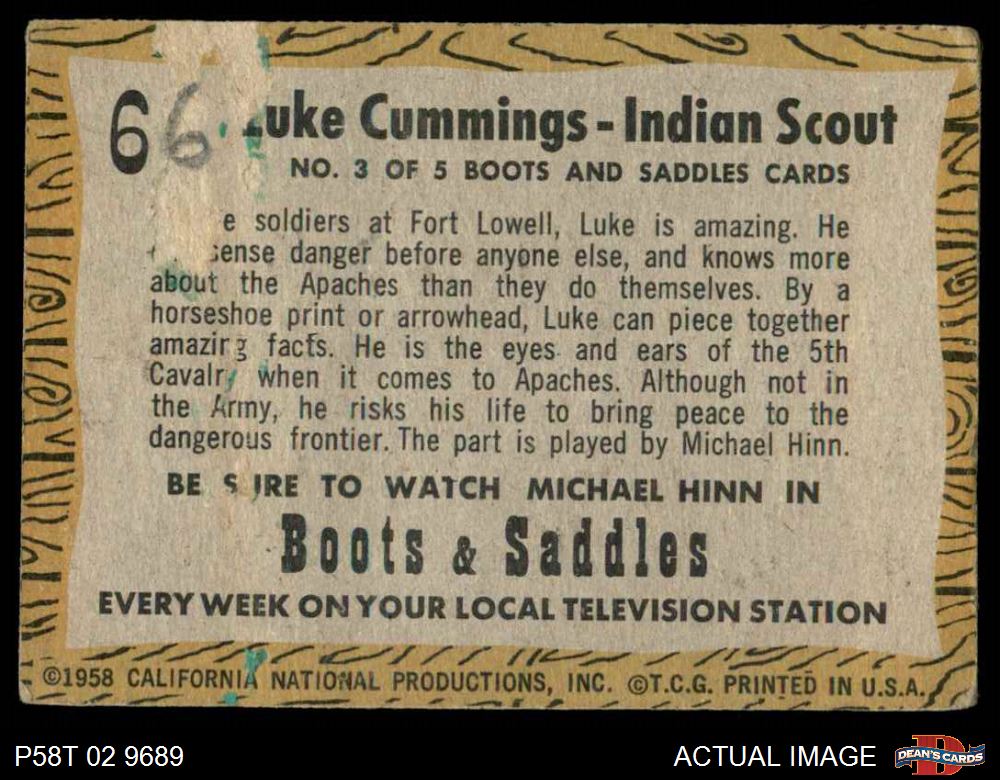 66 Luke Cummings - Indian Scout
NO. 3 OF 5 BOOTS AND SADDLES CARDS
soldiers at Fort Lowell, Luke is amazing. He
sense danger before anyone else, and knows more
about the Apaches than they do themselves. By a
horseshoe print or arrowhead, Luke can piece together
amazing facts. He is the eyes and ears of the 5th
Cavalry when it comes to Apaches. Although not in
the Army, he risks his life to bring peace to the
dangerous frontier. The part is played by Michael Hinn.
BE SURE TO WATCH MICHAEL HINN IN
Boots & Saddles
EVERY WEEK ON YOUR LOCAL TELEVISION STATION
©1958 CALIFORNIA NATIONAL PRODUCTIONS, INC. ©T.C.G. PRINTED IN U.S.A.
P58T 02 9689 ACTUAL IMAGE DEAN'S CARDS